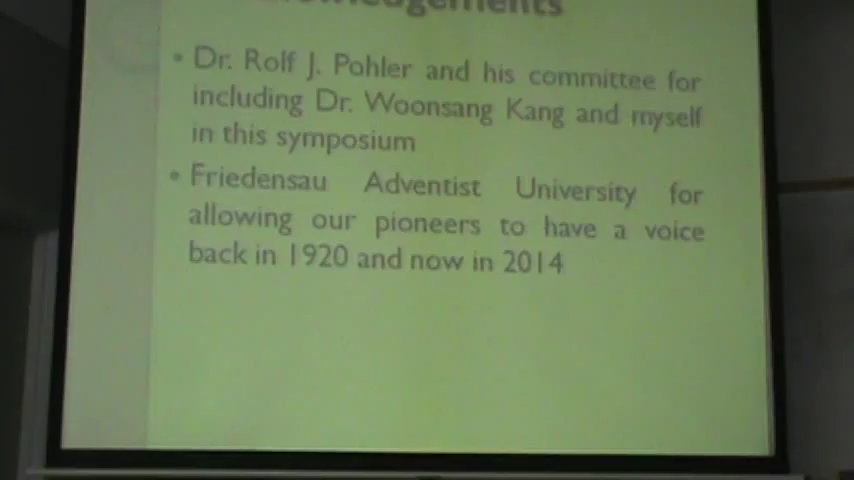 • Dr. Rolf J. Pohler and his committee for
including Dr. Woonsang Kang and myself
in this symposium
• Friedensau Adventist University for
allowing our pioneers to have a voice
back in 1920 and now in 2014